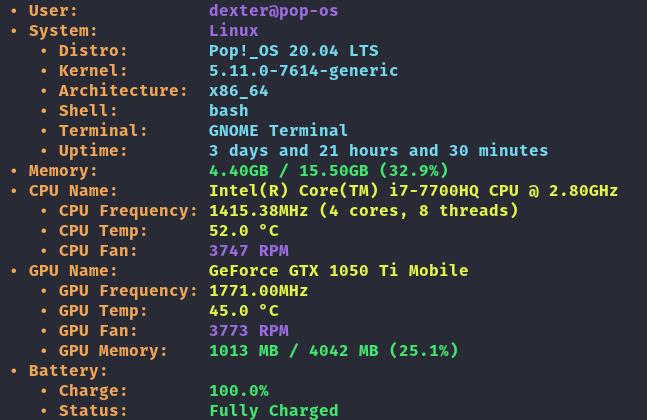 • User: dexter@pop-os
• System: Linux
• Distro: Pop!_OS 20.04 LTS
• Kernel: 5.11.0-7614-generic
• Architecture: x86_64
• Shell: bash
• Terminal: GNOME Terminal
• Uptime: 3 days and 21 hours and 30 minutes
• Memory: 4.40GB / 15.50GB (32.9%)
• CPU Name: Intel(R) Core(TM) i7-7700HQ CPU @ 2.80GHz
• CPU Frequency: 1415.38MHz (4 cores, 8 threads)
• CPU Temp: 52.0 °C
• CPU Fan: 3747 RPM
• GPU Name: GeForce GTX 1050 Ti Mobile
• GPU Frequency: 1771.00MHz
• GPU Temp: 45.0 °C
• GPU Fan: 3773 RPM
• GPU Memory: 1013 MB / 4042 MB (25.1%)
• Battery:
• Charge: 100.0%
• Status: Fully Charged